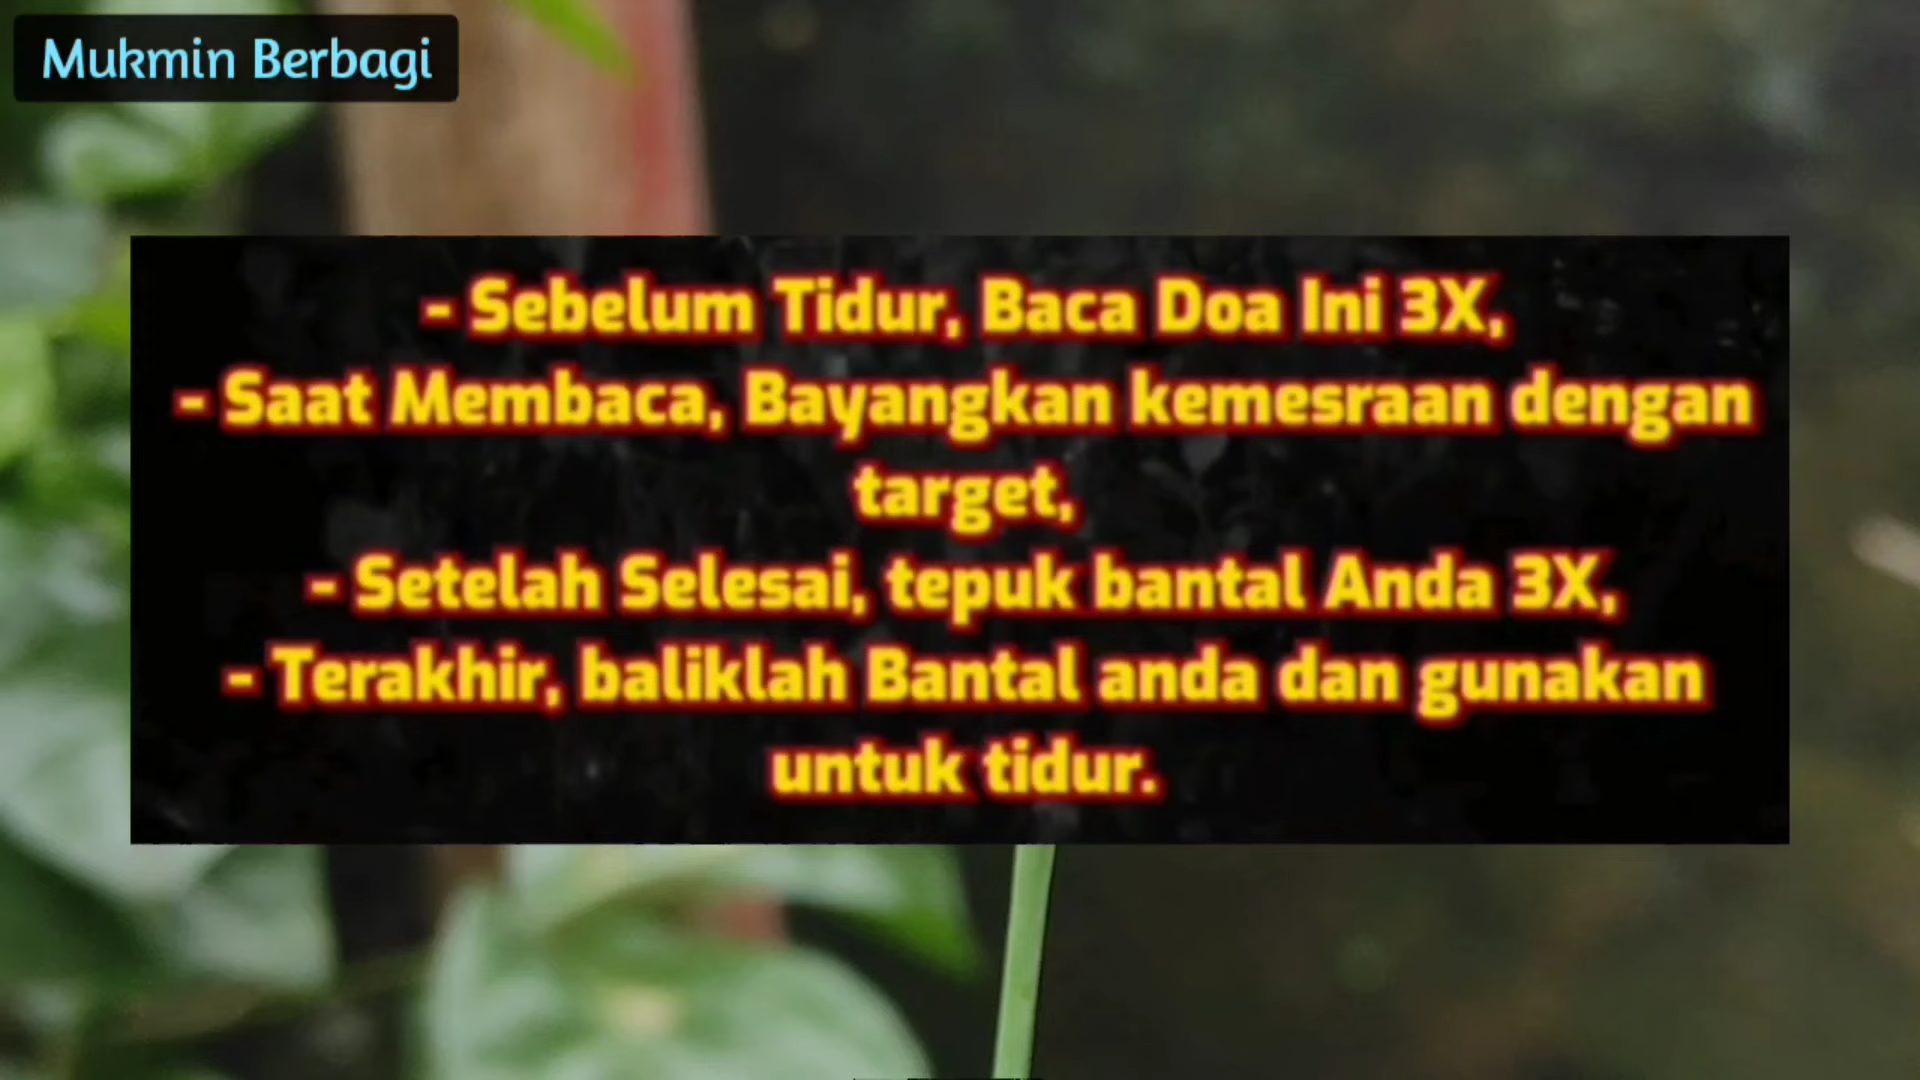 Mukmin Berbagi
- Sebelum Tidur, Baca Doa Ini 3X,
- Saat Membaca, Bayangkan kemesraan dengan
target,
- Setelah Selesai, tepuk bantal Anda 3X,
- Terakhir, baliklah Bantal anda dan gunakan
untuk tidur.